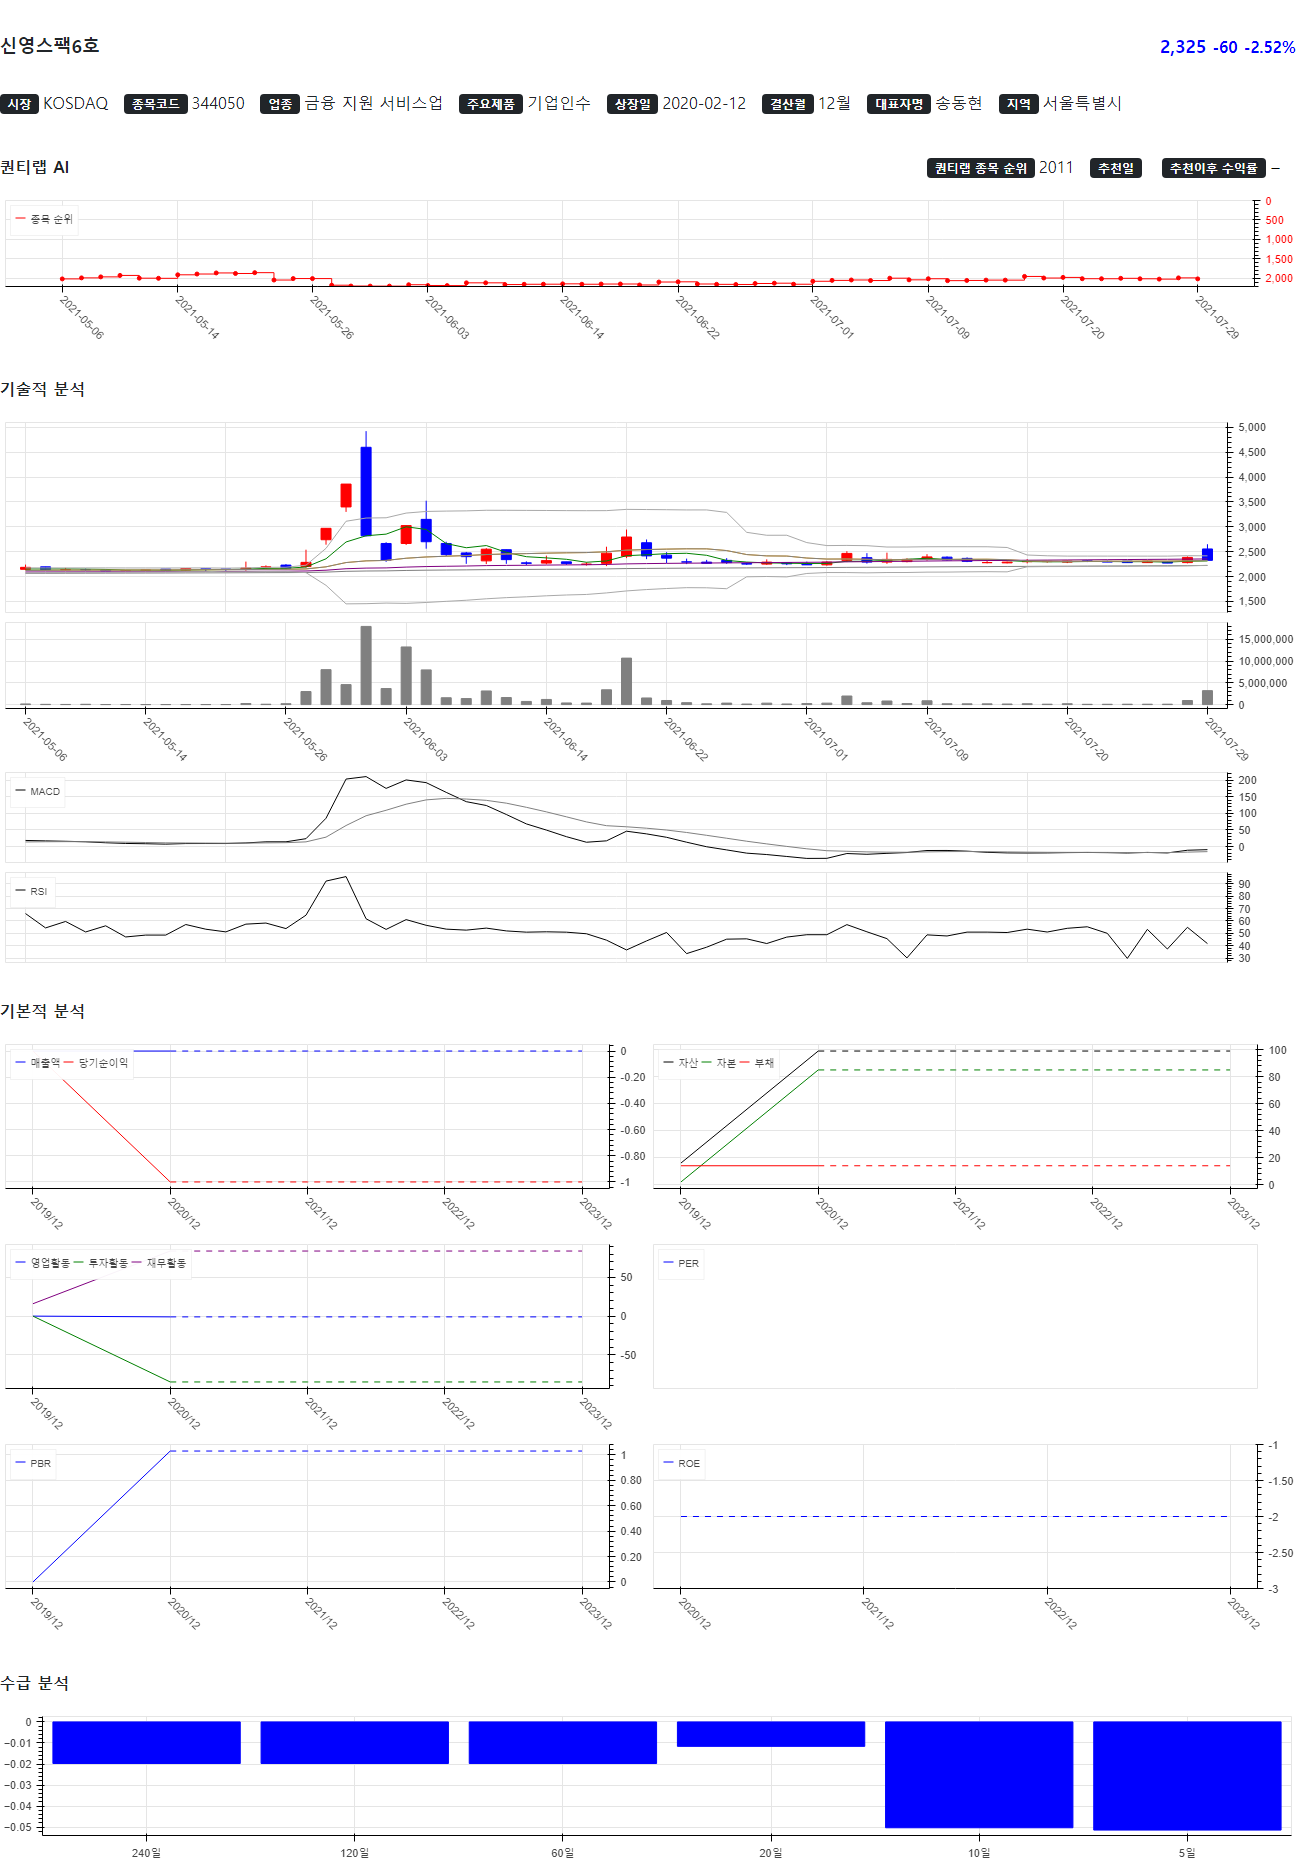 신영스팩6호 2,325 -60 -2.52%
시장 KOSDAQ 종목코드 344050 업종 금융 지원 서비스업 주요제품 기업인수 상장일 2020-02-12 결산월 12월 대표자명 송동현 지역 서울특별시
퀀티랩 AI 퀀티랩 종목 순위 2011 추천일 추천이후 수익률 –
종목 순위
0
500
1,000
1,500
2,000
2021-05-06 2021-05-14 2021-05-26 2021-06-03 2021-06-14 2021-06-22 2021-07-01 2021-07-09 2021-07-20 2021-07-29
기술적 분석
5,000
4,500
4,000
3,500
3,000
2,500
2,000
1,500
15,000,000
10,000,000
5,000,000
0
2021-05-06 2021-05-14 2021-05-26 2021-06-03 2021-06-14 2021-06-22 2021-07-01 2021-07-09 2021-07-20 2021-07-29
MACD
200
150
100
50
0
RSI
90
80
70
60
50
40
30
기본적 분석
매출액 당기순이익
0
-0.20
-0.40
-0.60
-0.80
-1
2019/12 2020/12 2021/12 2022/12 2023/12
자산 자본 부채
100
80
60
40
20
0
2019/12 2020/12 2021/12 2022/12 2023/12
영업활동 투자활동 재무활동
50
0
-50
2019/12 2020/12 2021/12 2022/12 2023/12
PER
PBR
1
0.80
0.60
0.40
0.20
0
2019/12 2020/12 2021/12 2022/12 2023/12
ROE
-1
-1.50
-2
-2.50
-3
2020/12 2021/12 2022/12 2023/12
수급 분석
0
−0.01
−0.02
−0.03
−0.04
−0.05
240일 120일 60일 20일 10일 5일